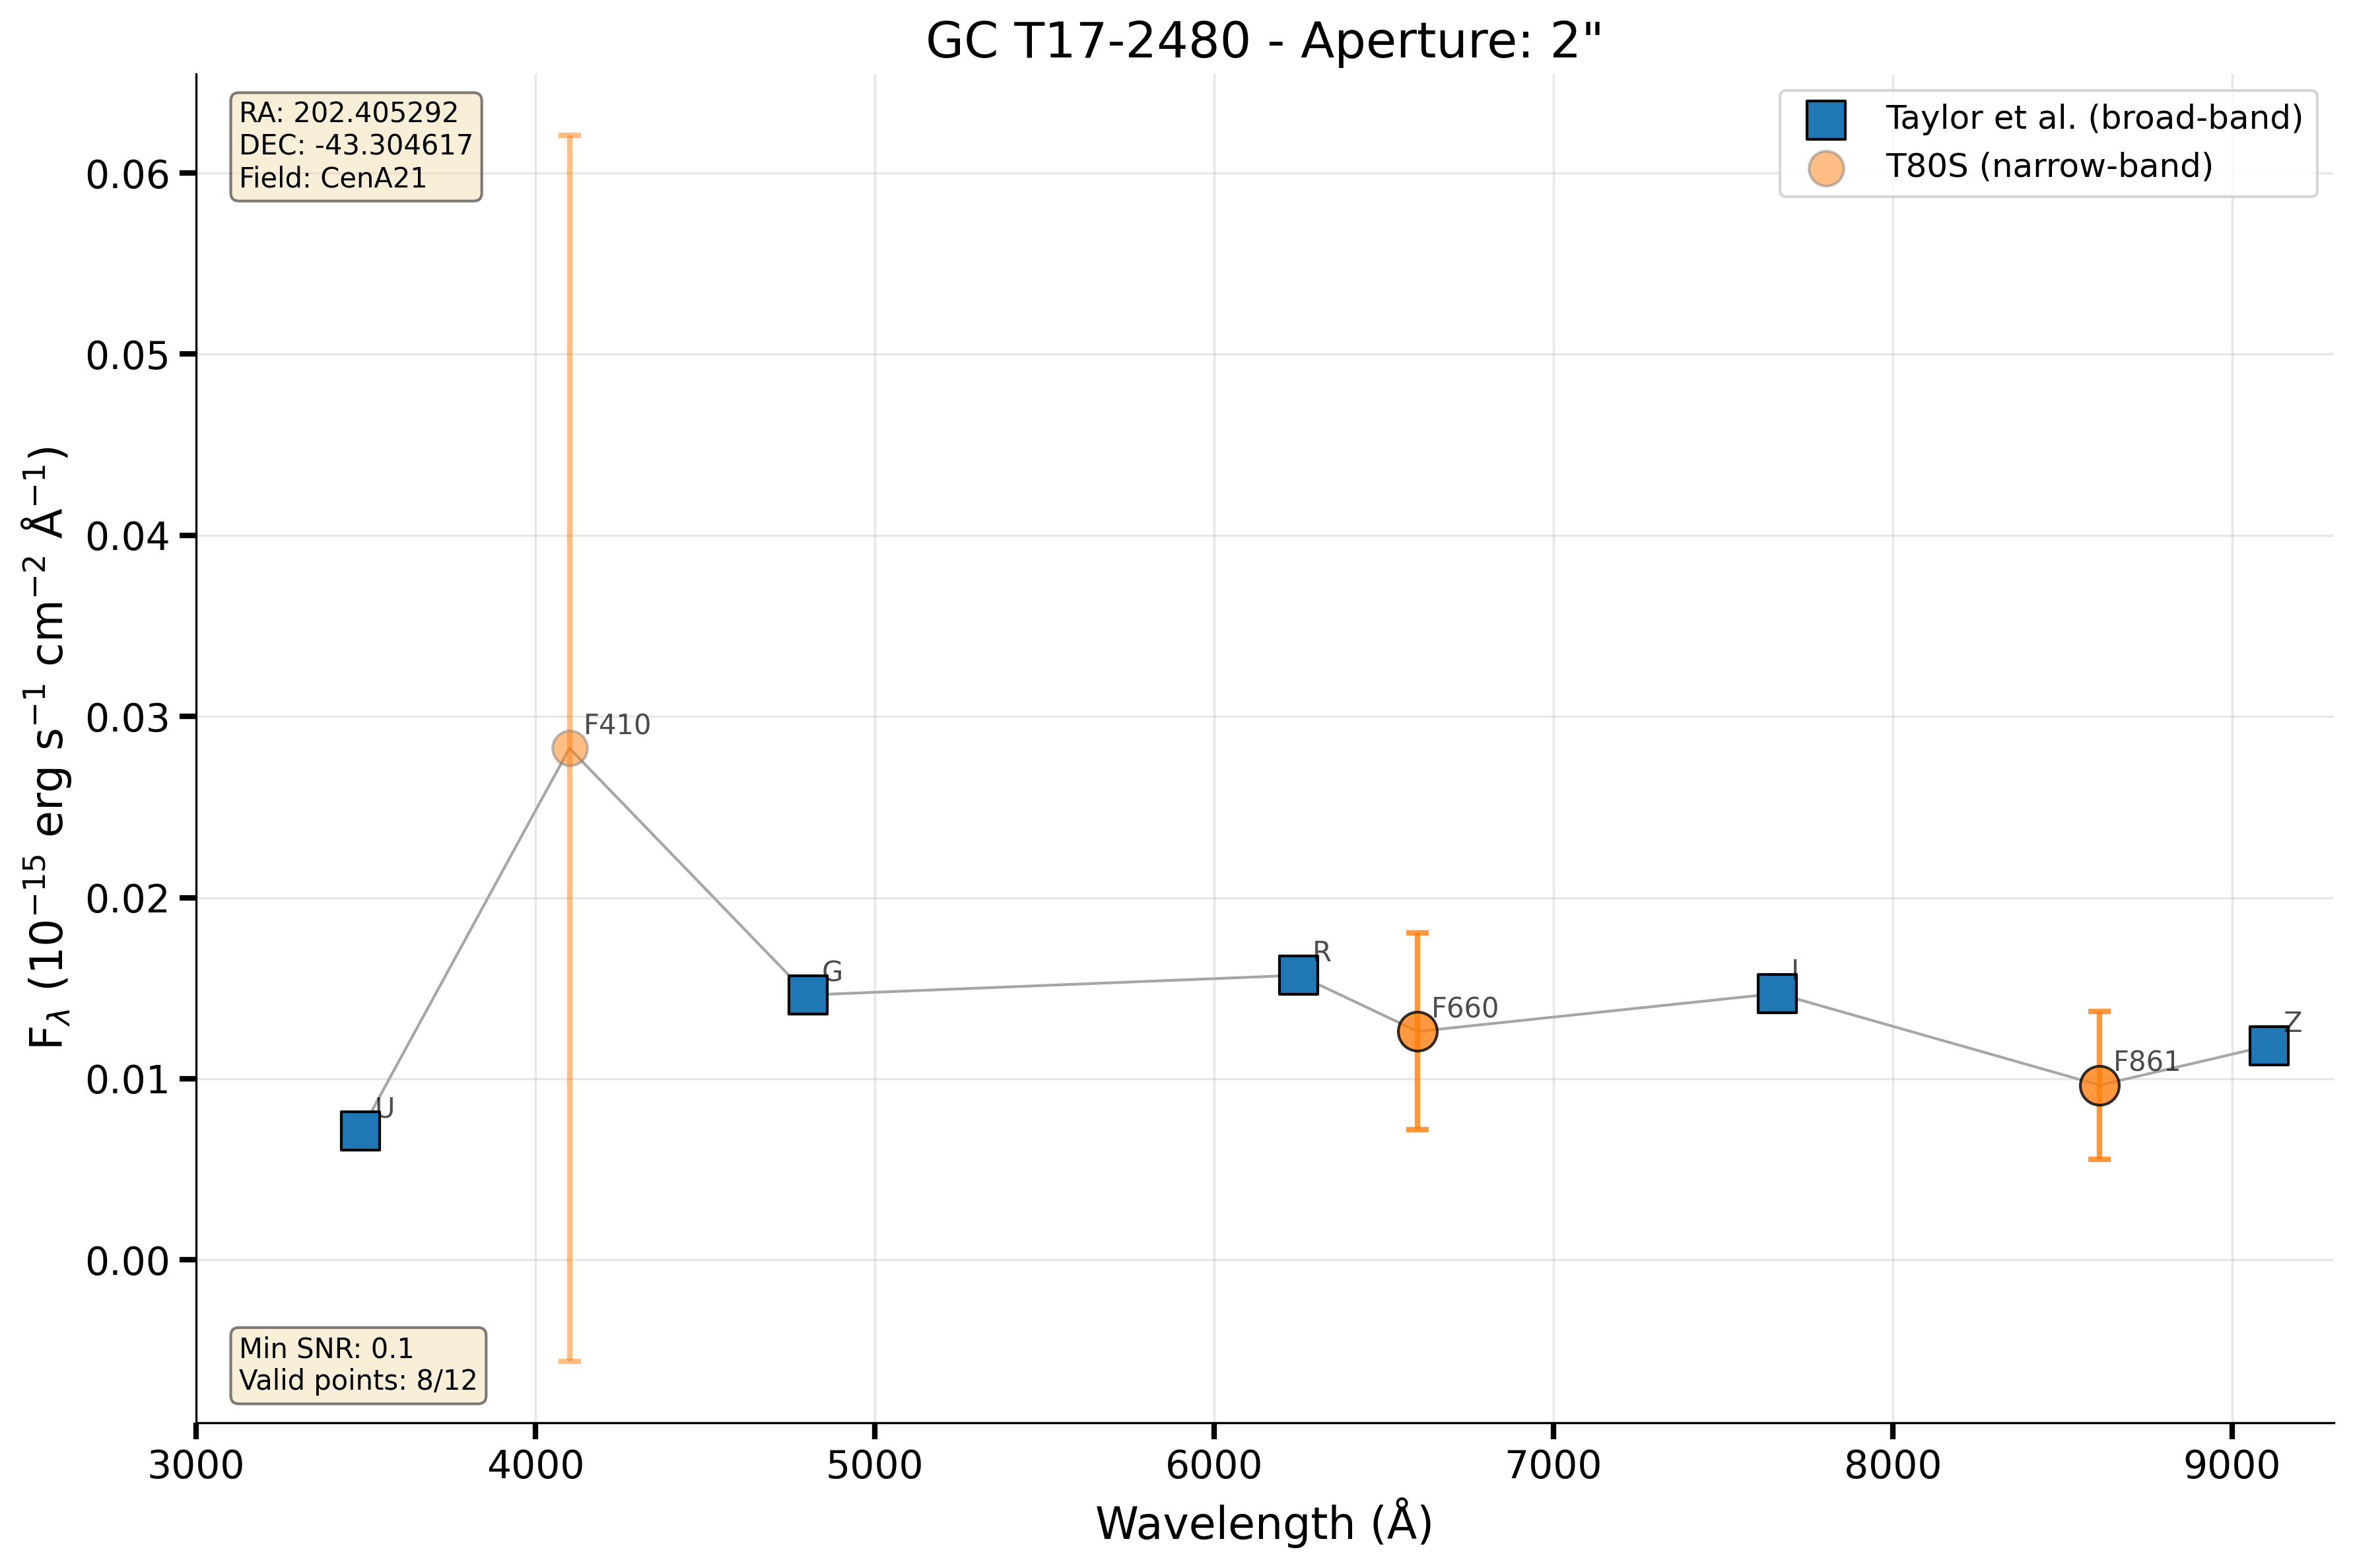 GC T17-2480 - Aperture: 2"
RA: 202.405292
DEC: -43.304617
Field: CenA21
Taylor et al. (broad-band)
T80S (narrow-band)
F_λ (10⁻¹⁵ erg s⁻¹ cm⁻² Å⁻¹)
0.06
0.05
0.04
0.03
0.02
0.01
0.00
U
F410
G
R
F660
I
F861
Z
Min SNR: 0.1
Valid points: 8/12
3000 4000 5000 6000 7000 8000 9000
Wavelength (Å)